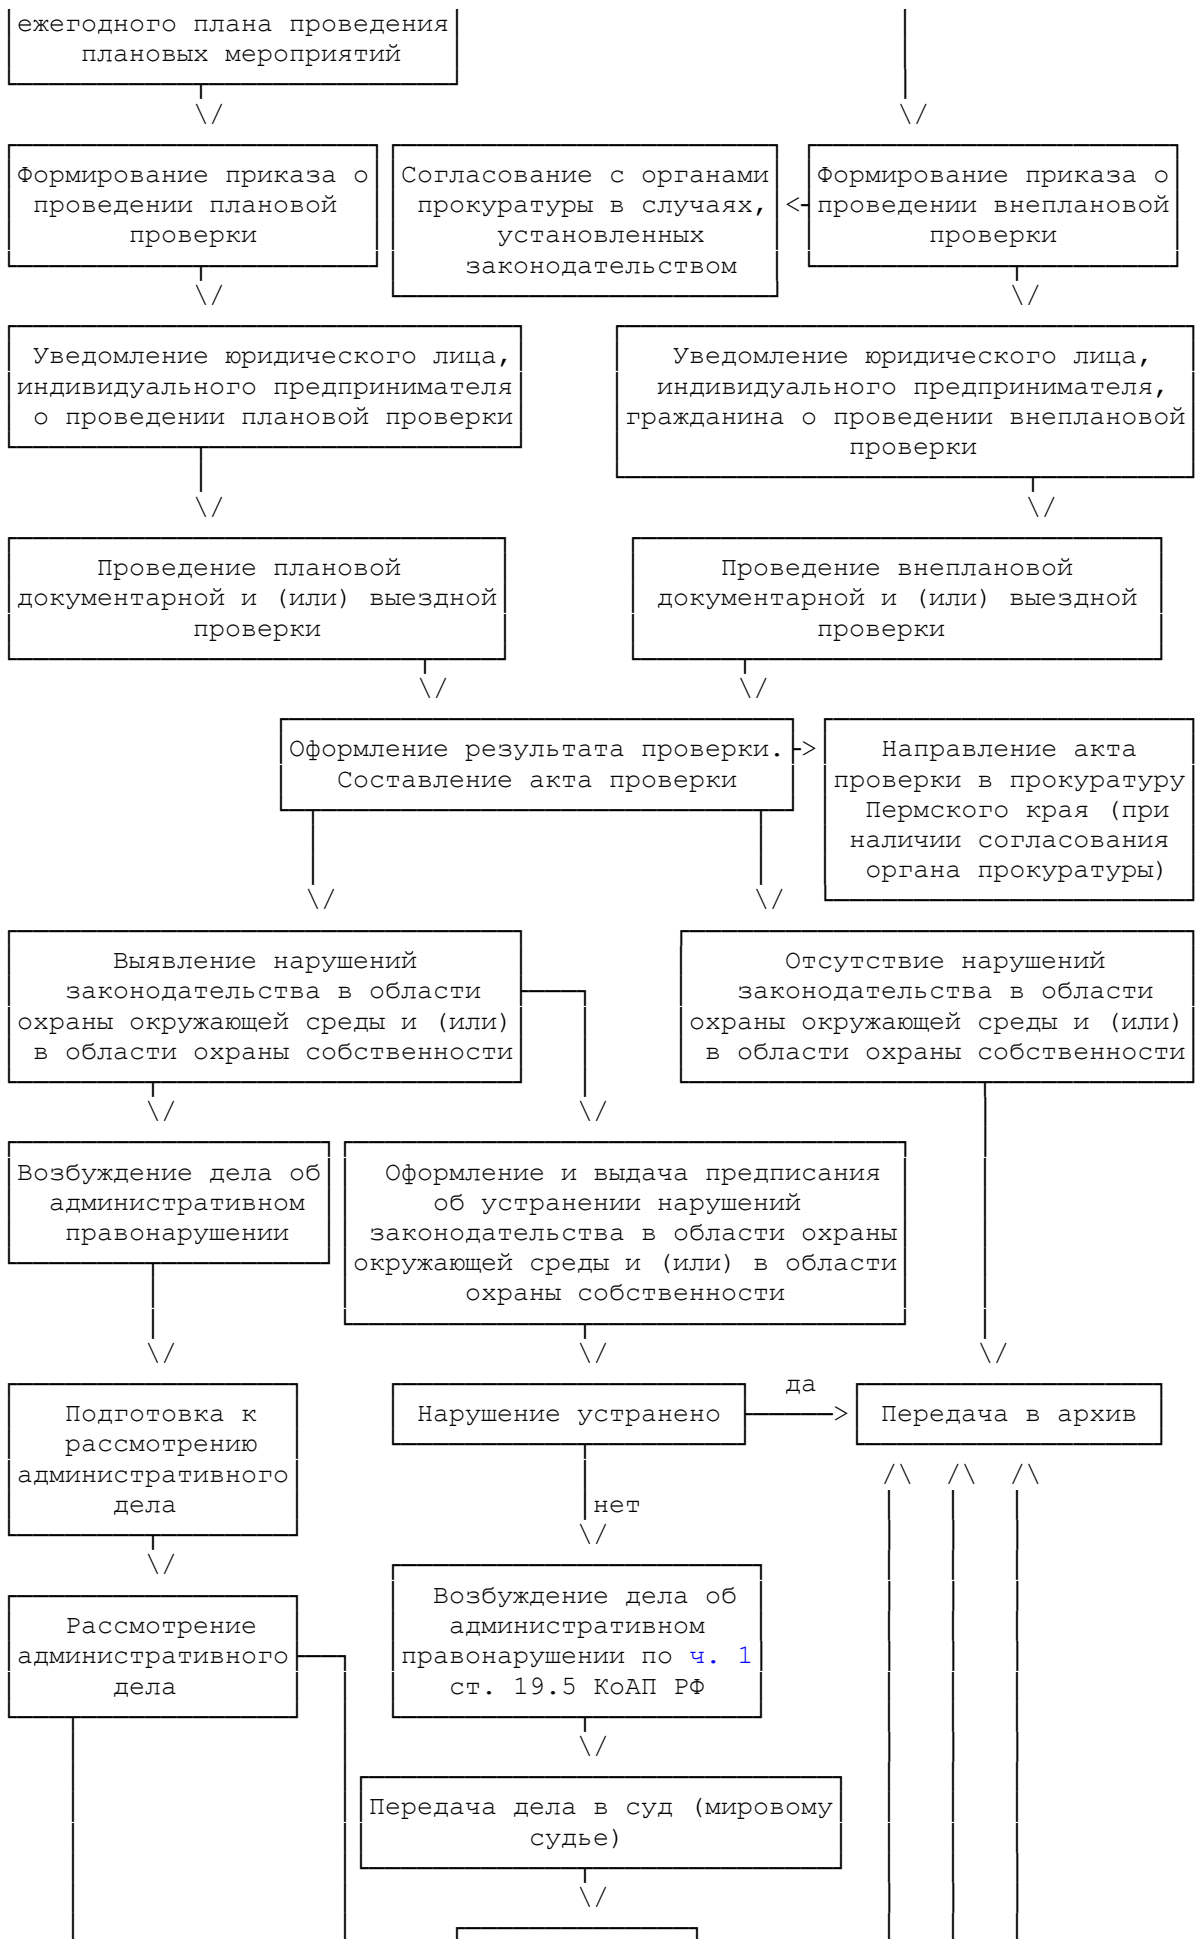 ежегодного плана проведения
плановых мероприятий
Формирование приказа о
проведении плановой
проверки
Согласование с органами
прокуратуры в случаях,
установленных
законодательством
Формирование приказа о
проведении внеплановой
проверки
Уведомление юридического лица,
индивидуального предпринимателя
о проведении плановой проверки
Уведомление юридического лица,
индивидуального предпринимателя,
гражданина о проведении внеплановой
проверки
Проведение плановой
документарной и (или) выездной
проверки
Проведение внеплановой
документарной и (или) выездной
проверки
Оформление результата проверки.
Составление акта проверки
Направление акта
проверки в прокуратуру
Пермского края (при
наличии согласования
органа прокуратуры)
Выявление нарушений
законодательства в области
охраны окружающей среды и (или)
в области охраны собственности
Отсутствие нарушений
законодательства в области
охраны окружающей среды и (или)
в области охраны собственности
Возбуждение дела об
административном
правонарушении
Оформление и выдача предписания
об устранении нарушений
законодательства в области охраны
окружающей среды и (или) в области
охраны собственности
Подготовка к
рассмотрению
административного
дела
Нарушение устранено
да
Передача в архив
нет
Рассмотрение
административного
дела
Возбуждение дела об
административном
правонарушении по ч. 1
ст. 19.5 КоАП РФ
Передача дела в суд (мировому
судье)